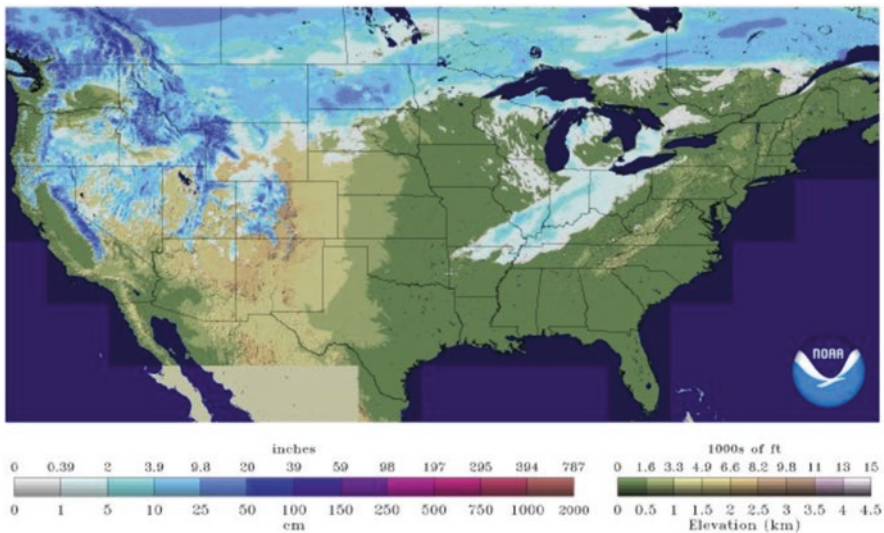 NOAA
inches
0 0.39 2 3.9 9.8 20 39 59 98 197 295 394 787
0 1 5 10 25 50 100 150 250 500 750 1000 2000
cm
1000s of ft
0 1.6 3.3 4.9 6.6 8.2 9.8 11 13 15
0 0.5 1 1.5 2 2.5 3 3.5 4 4.5
Elevation (km)